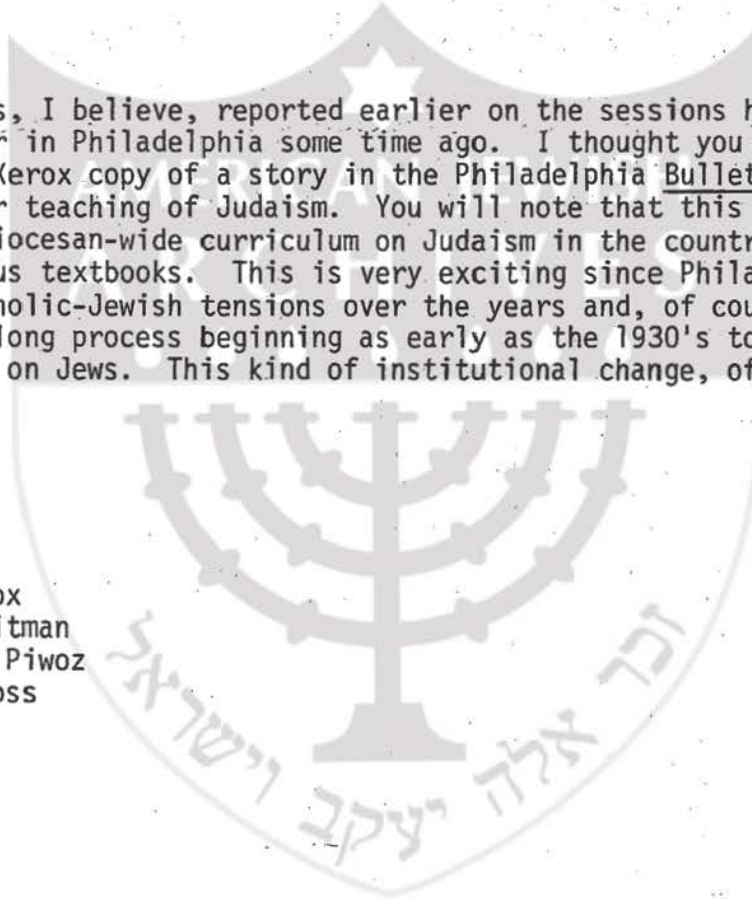 s, I believe, reported earlier on the sessions h
r in Philadelphia some time ago. I thought you
Xerox copy of a story in the Philadelphia Bullet
r teaching of Judaism. You will note that this
iocesan-wide curriculum on Judaism in the countr
us textbooks. This is very exciting since Phila
holic-Jewish tensions over the years and, of cou
long process beginning as early as the 1930's to
on Jews. This kind of institutional change, of
ox
itman
Piwoz
oss
AMERICAN JEWISH
ARCHIVES
זכר אלה יעקב וישראל